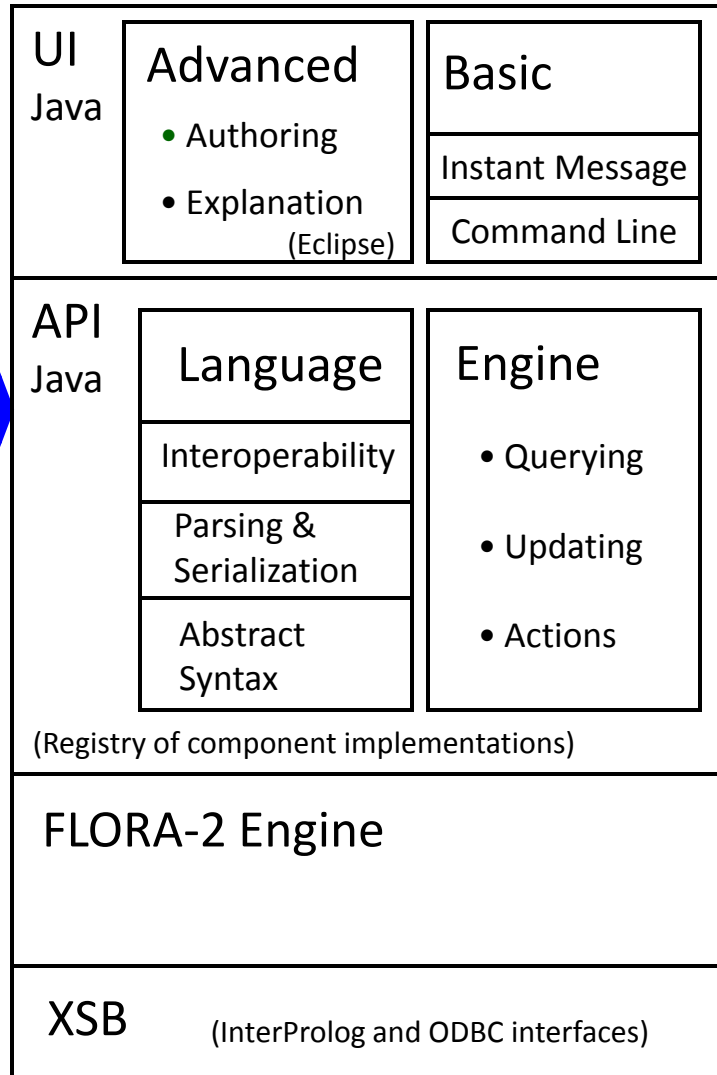 UI
Java
Advanced
• Authoring
• Explanation
(Eclipse)
Basic
Instant Message
Command Line
API
Java
Language
Interoperability
Parsing &
Serialization
Abstract
Syntax
Engine
• Querying
• Updating
• Actions
(Registry of component implementations)
FLORA-2 Engine
XSB (InterProlog and ODBC interfaces)